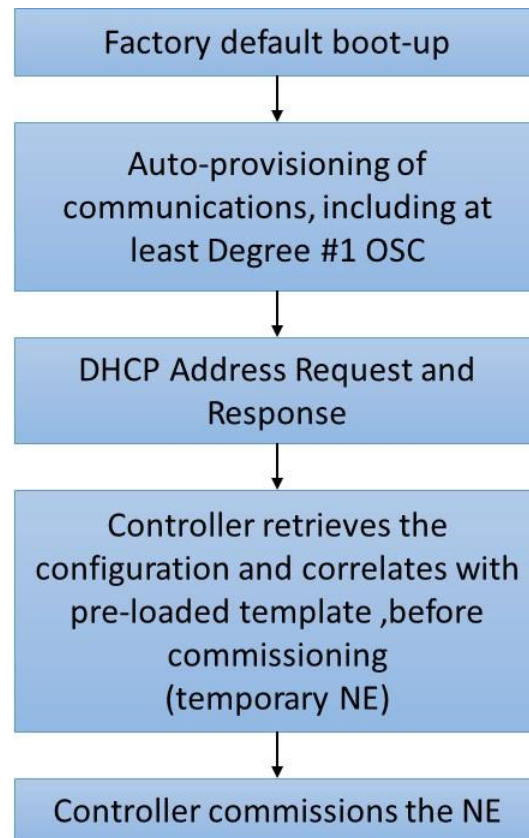 Factory default boot-up
Auto-provisioning of
communications, including at
least Degree #1 OSC
DHCP Address Request and
Response
Controller retrieves the
configuration and correlates with
pre-loaded template ,before
commissioning
(temporary NE)
Controller commissions the NE